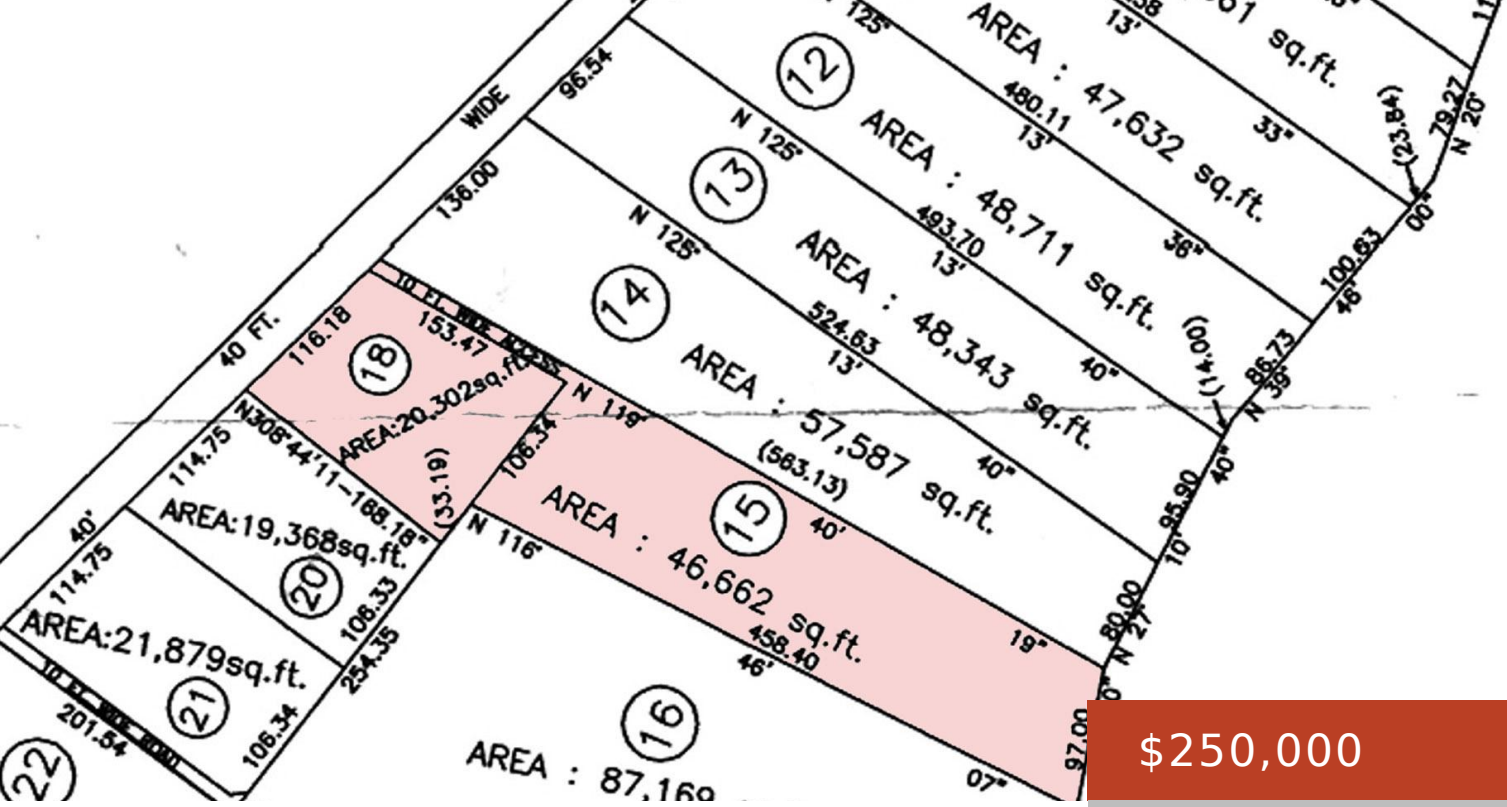 125°
13'
11
AREA : 47,632 sq.ft.
sq.ft.
480.11
13'
33"
(23.84)
79.27
N 20°
00"
96.54
WIDE
12
N 125°
AREA : 48,711 sq.ft.
493.70
13'
36"
100.63
46'
136.00
13
N 125°
AREA : 48,343 sq.ft.
524.63
13'
40"
(14.00)
86.73
N 39°
40"
40 FT.
10 FT. WIDE ACCESS
14
AREA : 57,587 sq.ft.
40"
95.90
10'
116.18
153.47
18
AREA:20,302sq.ft.
N308°44'11-168.18"
(33.19)
106.34
N 119°
(563.13)
40'
19"
80.00
N 27°
15
AREA : 46,662 sq.ft.
N 116°
458.40
46'
07"
97.00
40'
114.75
AREA:19,368sq.ft.
20
106.33
254.35
114.75
AREA:21,879sq.ft.
21
106.34
10 FT. WIDE ROAD
201.54
22
16
AREA : 87,169
$250,000